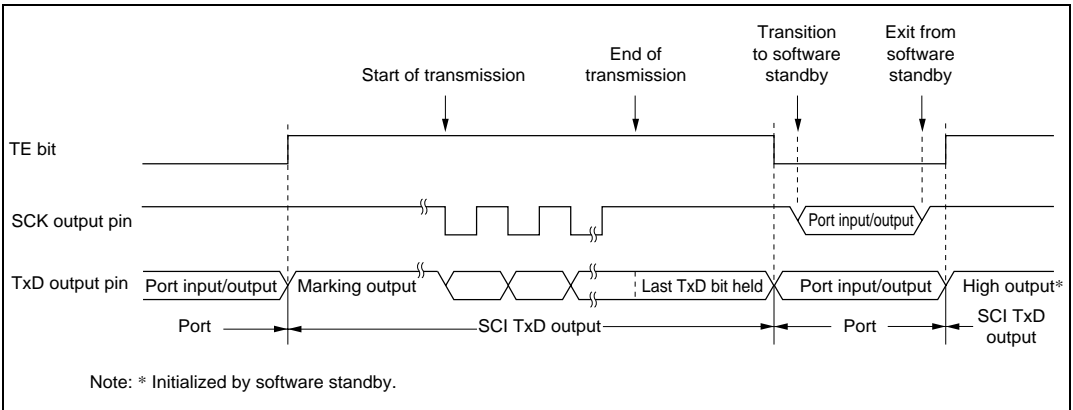 Transition
to software
standby
Exit from
software
standby
End of
transmission
Start of transmission
TE bit
SCK output pin
Port input/output
TxD output pin
Port input/output
Marking output
Last TxD bit held
Port input/output
High output*
Port
SCI TxD output
Port
SCI TxD
output
Note: * Initialized by software standby.